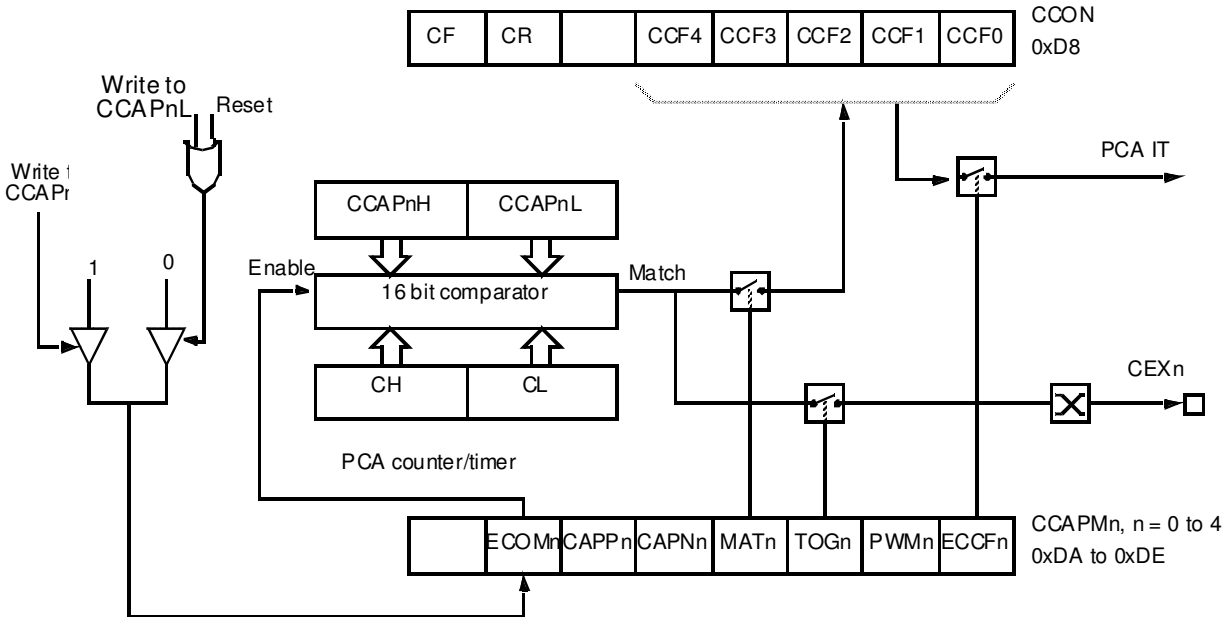 CF CR CCF4 CCF3 CCF2 CCF1 CCF0
CCON
0xD8
Write to
CCAPnL
Reset
Write
PCA IT
CCAPnH CCAPnL
1 0
Enable
16 bit comparator
Match
CH CL
CEXn
PCA counter/timer
ECOMn CAPPn CAPNn MATn TOGn PWMn ECCFn
CCAPMn, n = 0 to 4
0xDA to 0xDE